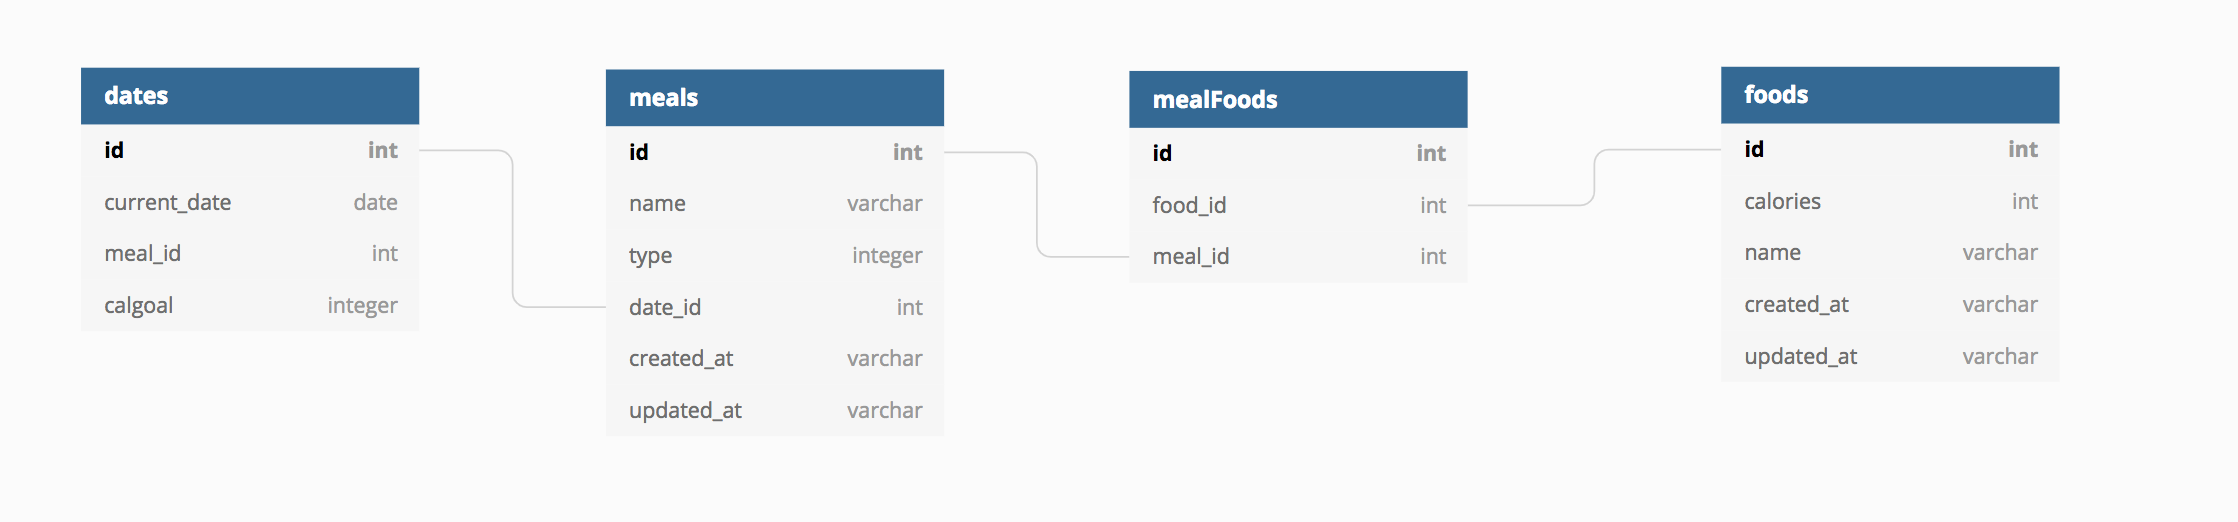 dates
id int
current_date date
meal_id int
calgoal integer
meals
id int
name varchar
type integer
date_id int
created_at varchar
updated_at varchar
mealFoods
id int
food_id int
meal_id int
foods
id int
calories int
name varchar
created_at varchar
updated_at varchar